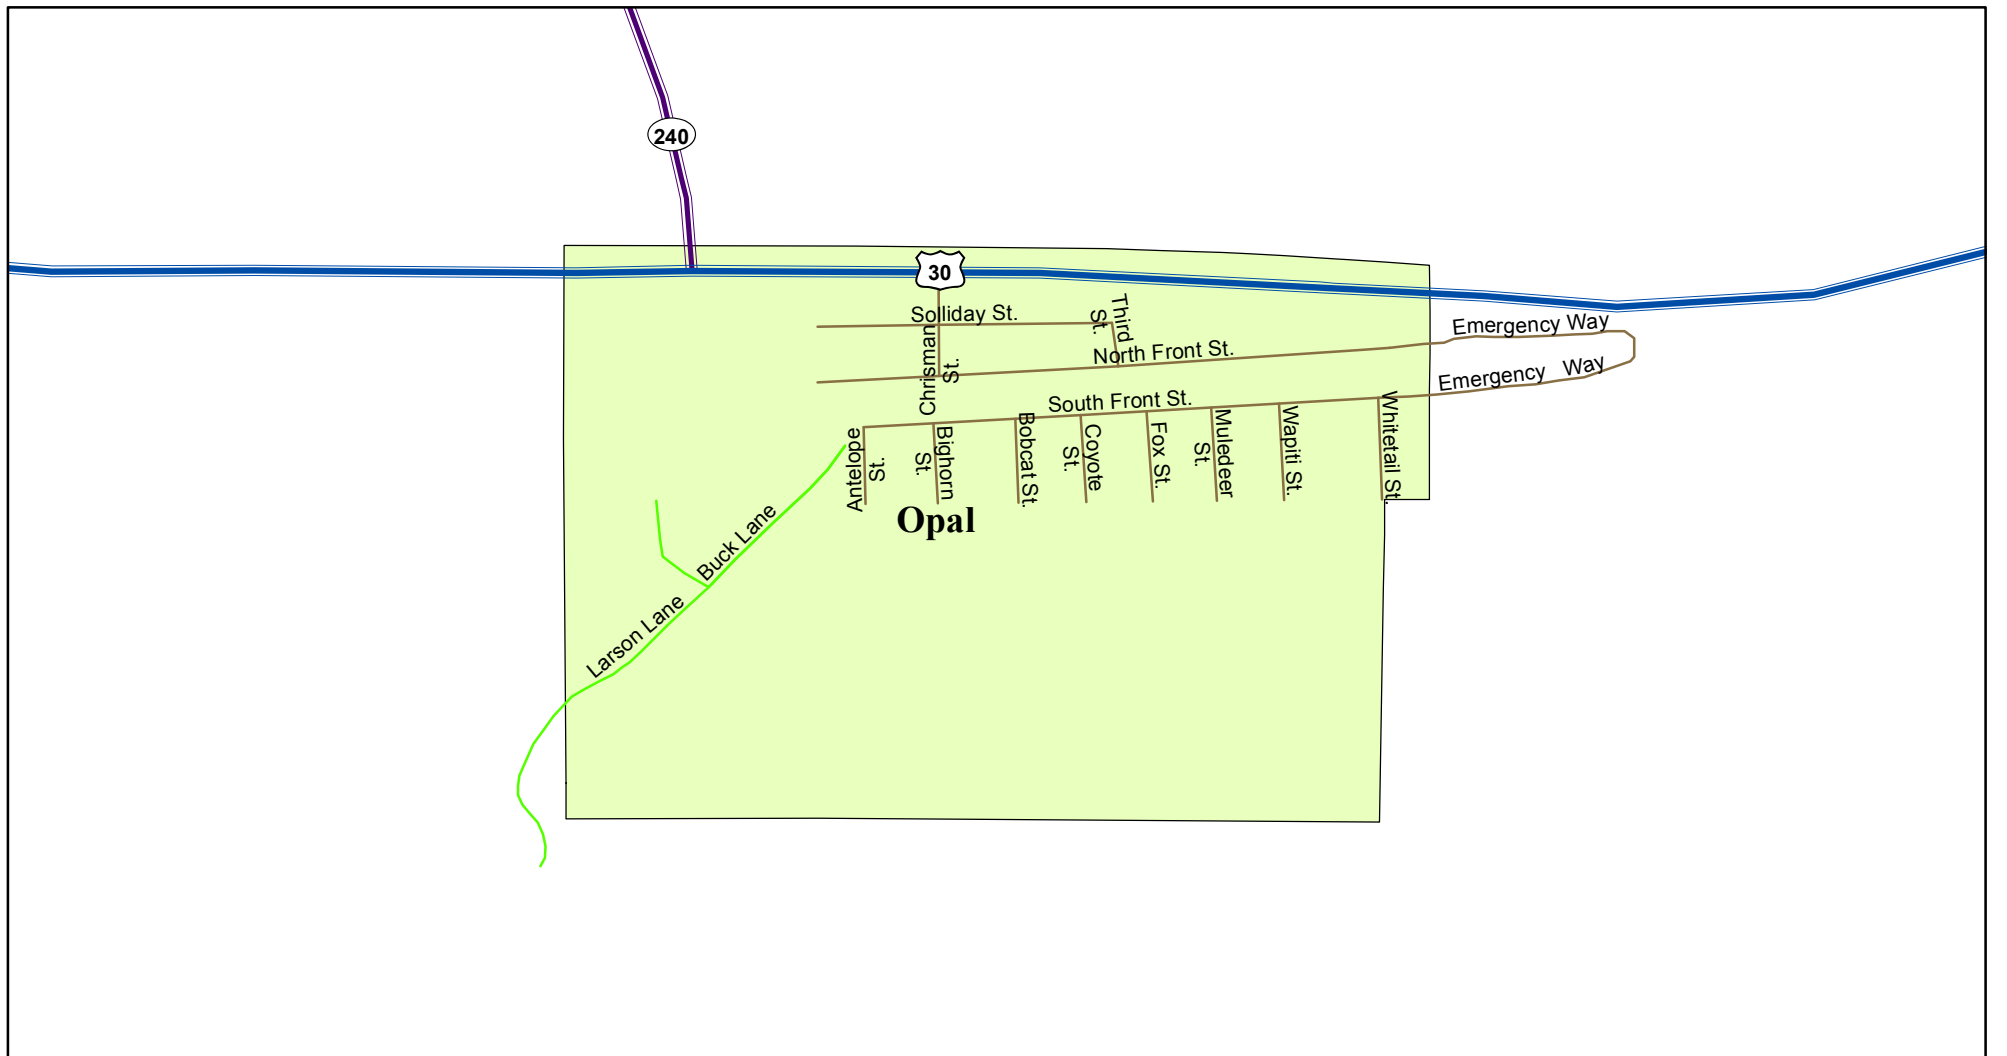 240
30
Solliday St.
Third
St.
Emergency Way
Chrisman
St.
North Front St.
Emergency Way
South Front St.
Antelope
St.
Bighorn
St.
Bobcat St.
Coyote
St.
Fox St.
Muledeer
St.
Wapiti St.
Whitetail St.
Opal
Buck Lane
Larson Lane